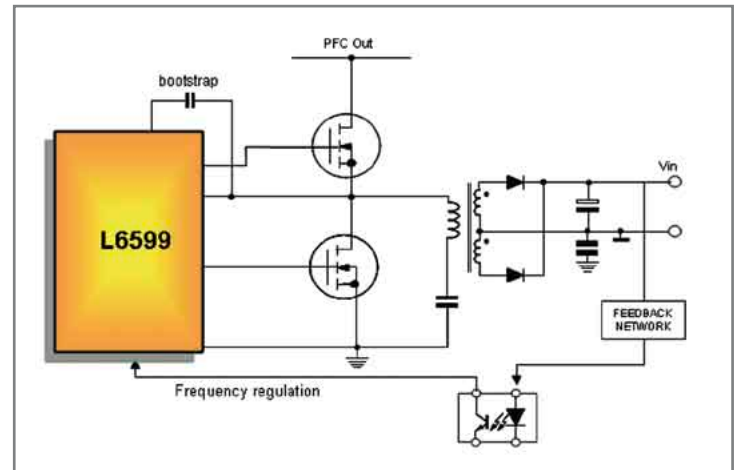 PFC Out
bootstrap
L6599
Vin
FEEDBACK
NETWORK
Frequency regulation